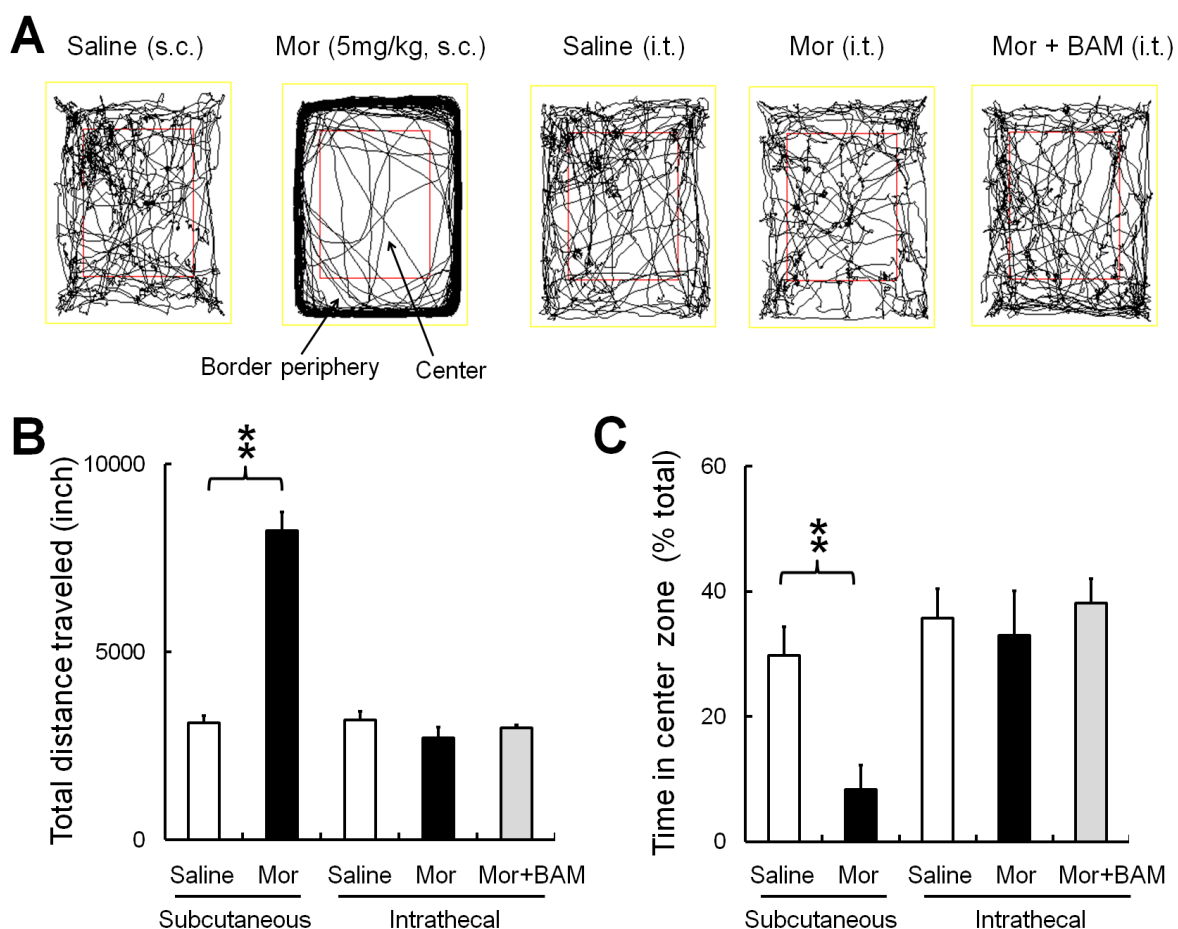 A
Saline (s.c.)
Mor (5mg/kg, s.c.)
Saline (i.t.)
Mor (i.t.)
Mor + BAM (i.t.)
Border periphery
Center
B
Total distance traveled (inch)
10000
5000
0
**
Saline
Mor
Saline
Mor
Mor+BAM
Subcutaneous
Intrathecal
C
Time in center zone (% total)
60
40
20
0
**
Saline
Mor
Saline
Mor
Mor+BAM
Subcutaneous
Intrathecal